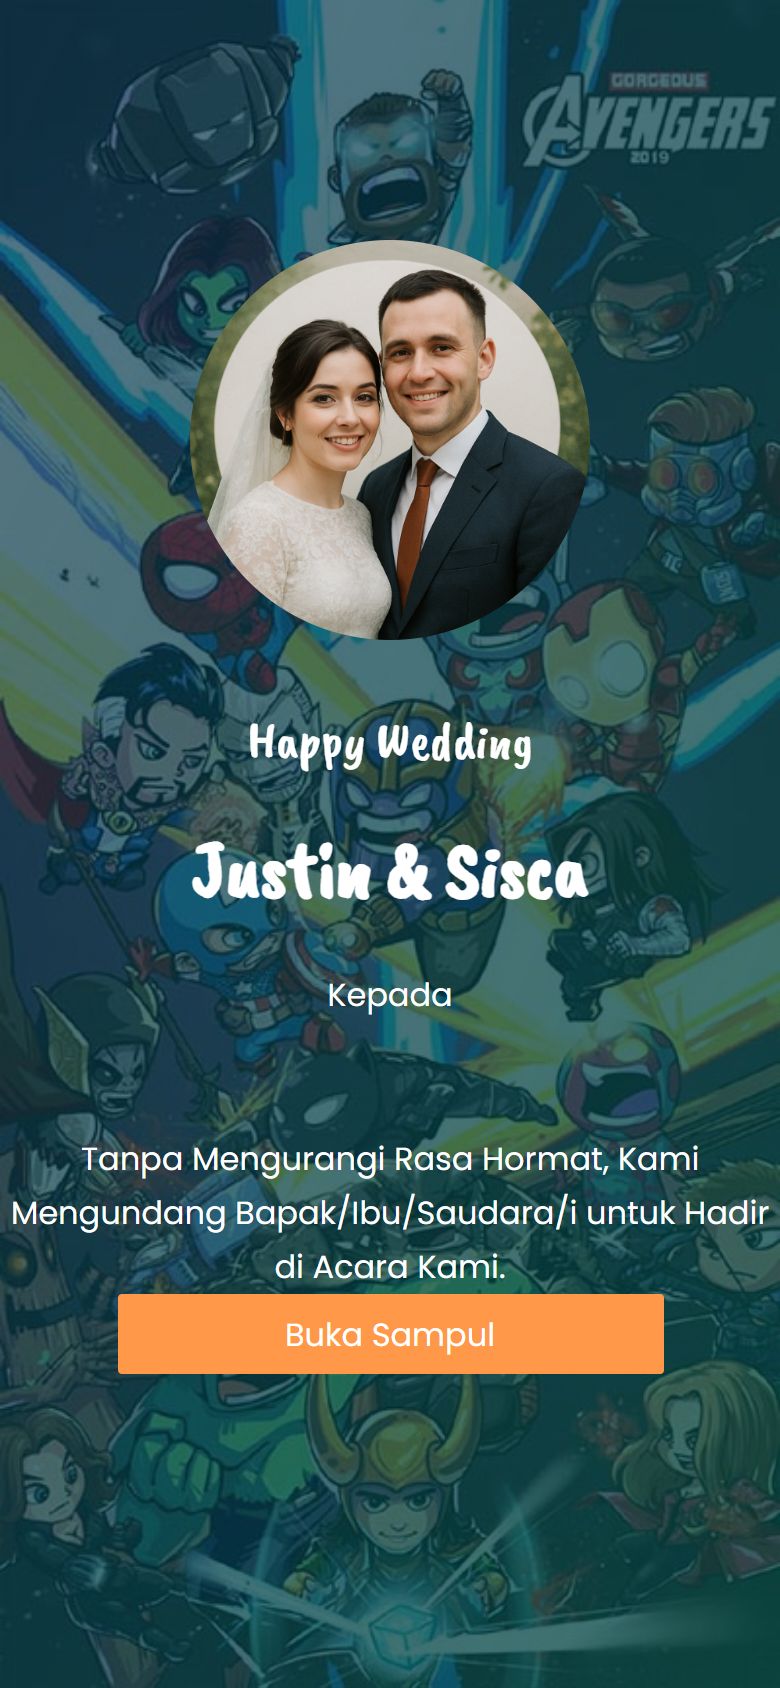 GORGEOUS
AVENGERS
2019
Happy Wedding
Justin & Sisca
Kepada
Tanpa Mengurangi Rasa Hormat, Kami
Mengundang Bapak/Ibu/Saudara/i untuk Hadir
di Acara Kami.
Buka Sampul